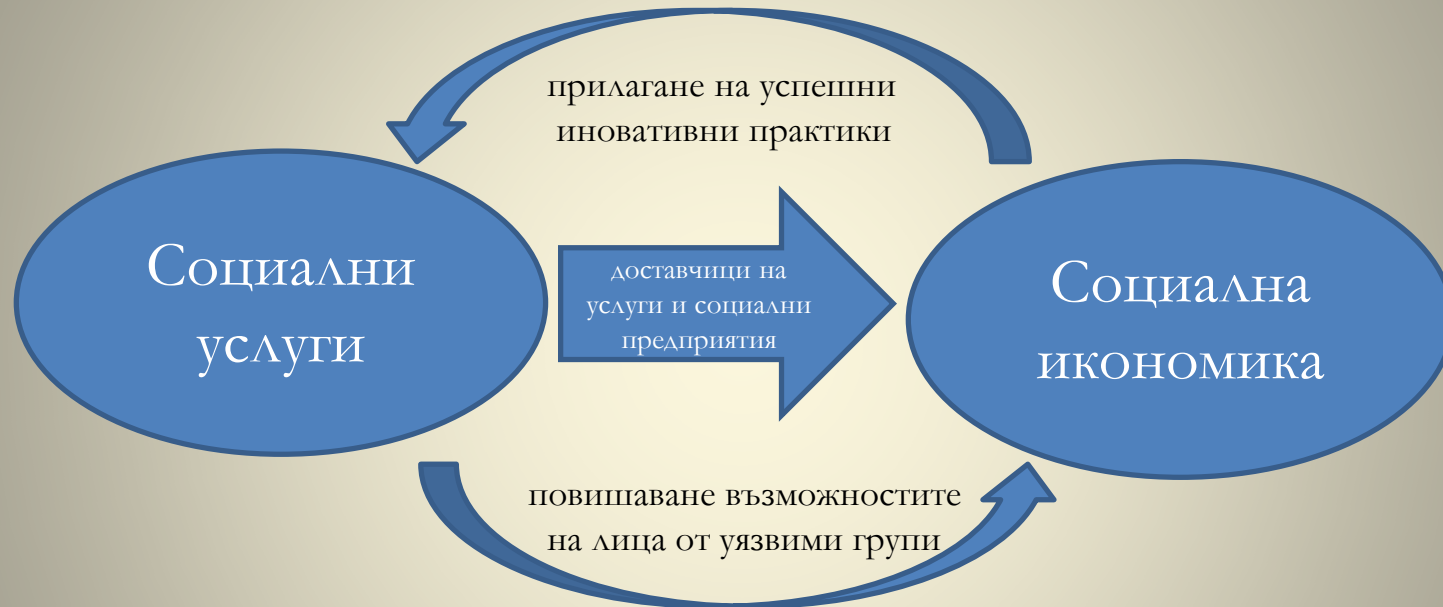 прилагане на успешни
иновативни практики
Социални
услуги
доставчици на
услуги и социални
предприятия
Социална
икономика
повишаване възможностите
на лица от уязвими групи